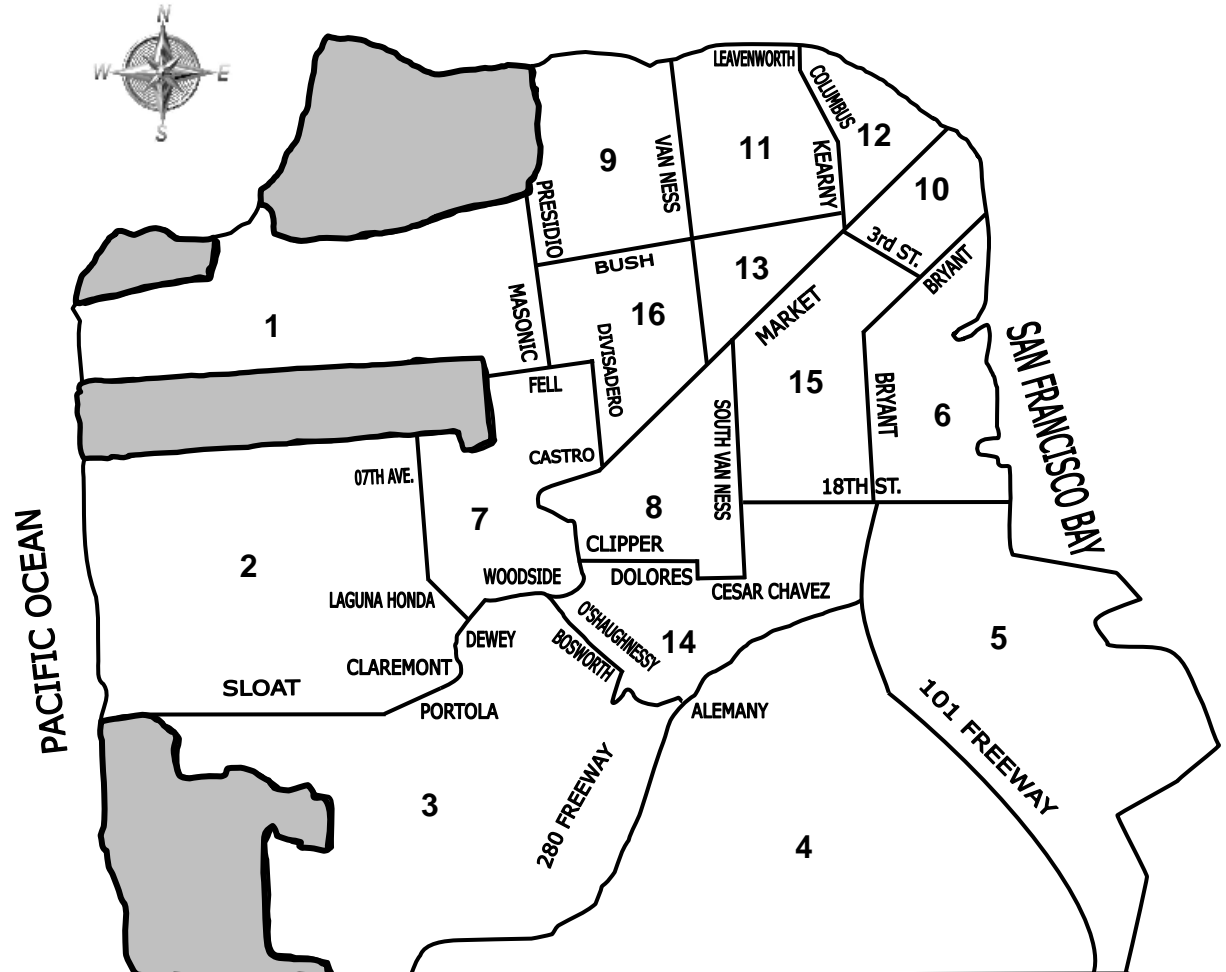 N
W E
S
LEAVENWORTH
COLUMBUS
12
9
VAN NESS
11
KEARNY
10
PRESIDIO
3rd ST.
BRYANT
BUSH
13
MASONIC
16
MARKET
1
DIVISADERO
FELL
15
SAN FRANCISCO BAY
BRYANT
6
SOUTH VAN NESS
CASTRO
07TH AVE.
18TH ST.
7
8
CLIPPER
2
WOODSIDE
DOLORES
CESAR CHAVEZ
LAGUNA HONDA
PACIFIC OCEAN
DEWEY
O'SHAUGHNESSY
BOSWORTH
14
5
CLAREMONT
SLOAT
PORTOLA
ALEMANY
101 FREEWAY
280 FREEWAY
3
4